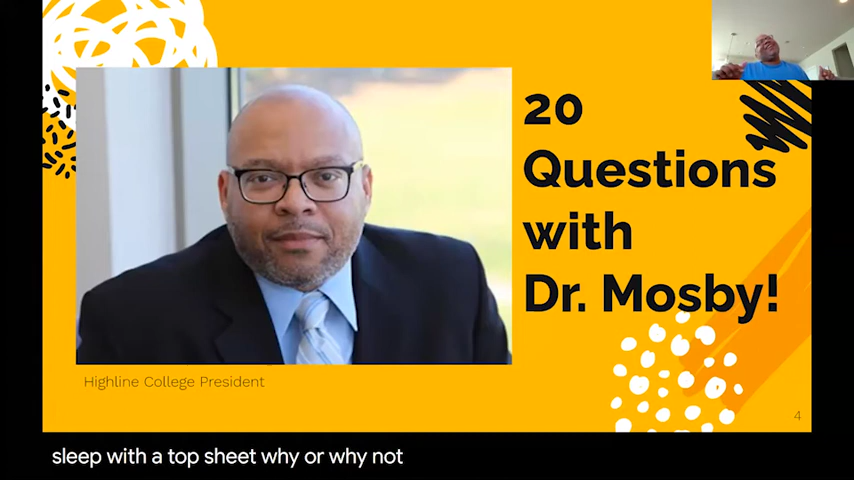 20
Questions
with
Dr. Mosby!
Highline College President
4
sleep with a top sheet why or why not